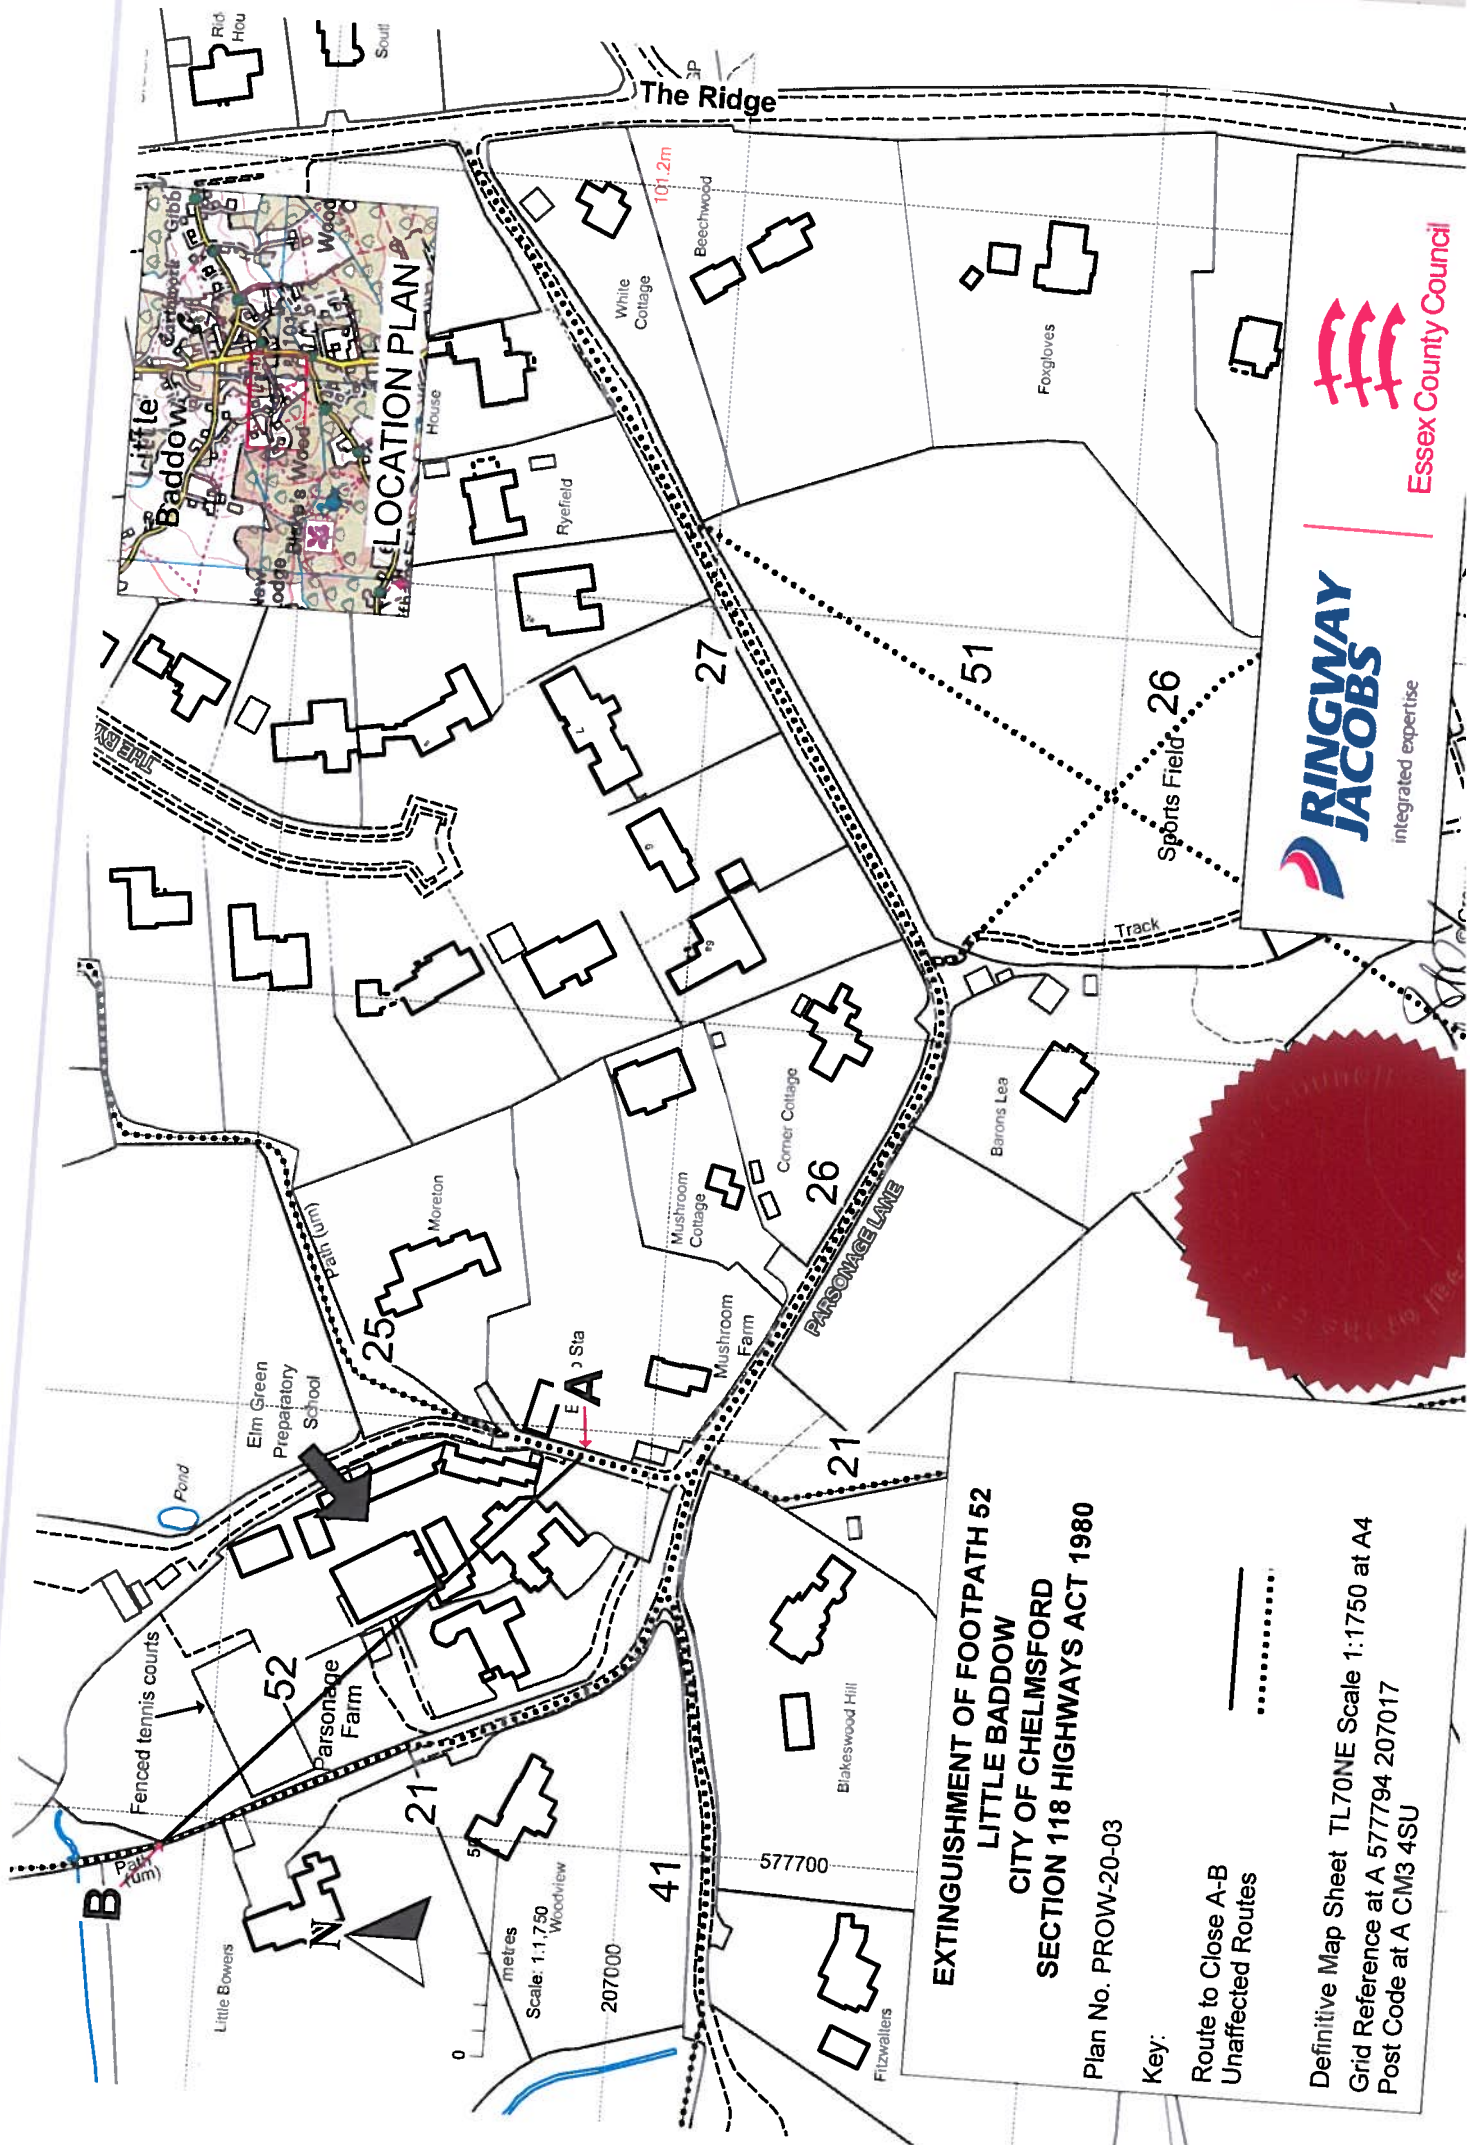 EXTINGUISHMENT OF FOOTPATH 52
LITTLE BADDOW
CITY OF CHELMSFORD
SECTION 118 HIGHWAYS ACT 1980
Plan No. PROW-20-03
Key:
Route to Close A-B
Unaffected Routes
Definitive Map Sheet TL70NE Scale 1:1750 at A4
Grid Reference at A 577794 207017
Post Code at A CM3 4SU
RINGWAY
JACOBS
integrated expertise
Essex County Council
LOCATION PLAN
Little
Baddow
Earthwork
Wood
Blake's Wood
The Ridge
101.2m
White
Cottage
Beechwood
Foxgloves
House
Ryefield
27
51
26
Sports Field
Track
Barons Lea
Corner Cottage
26
PARSONAGE LANE
Mushroom
Cottage
Mushroom
Farm
Moreton
Path (um)
25
Elm Green
Preparatory
School
Pond
A
Sta
21
Fenced tennis courts
52
Parsonage
Farm
B
Path
(um)
21
Little Bowers
N
Woodview
0
50
metres
Scale: 1:1,750
207000
577700
41
Blakeswood Hill
Fitzwalters